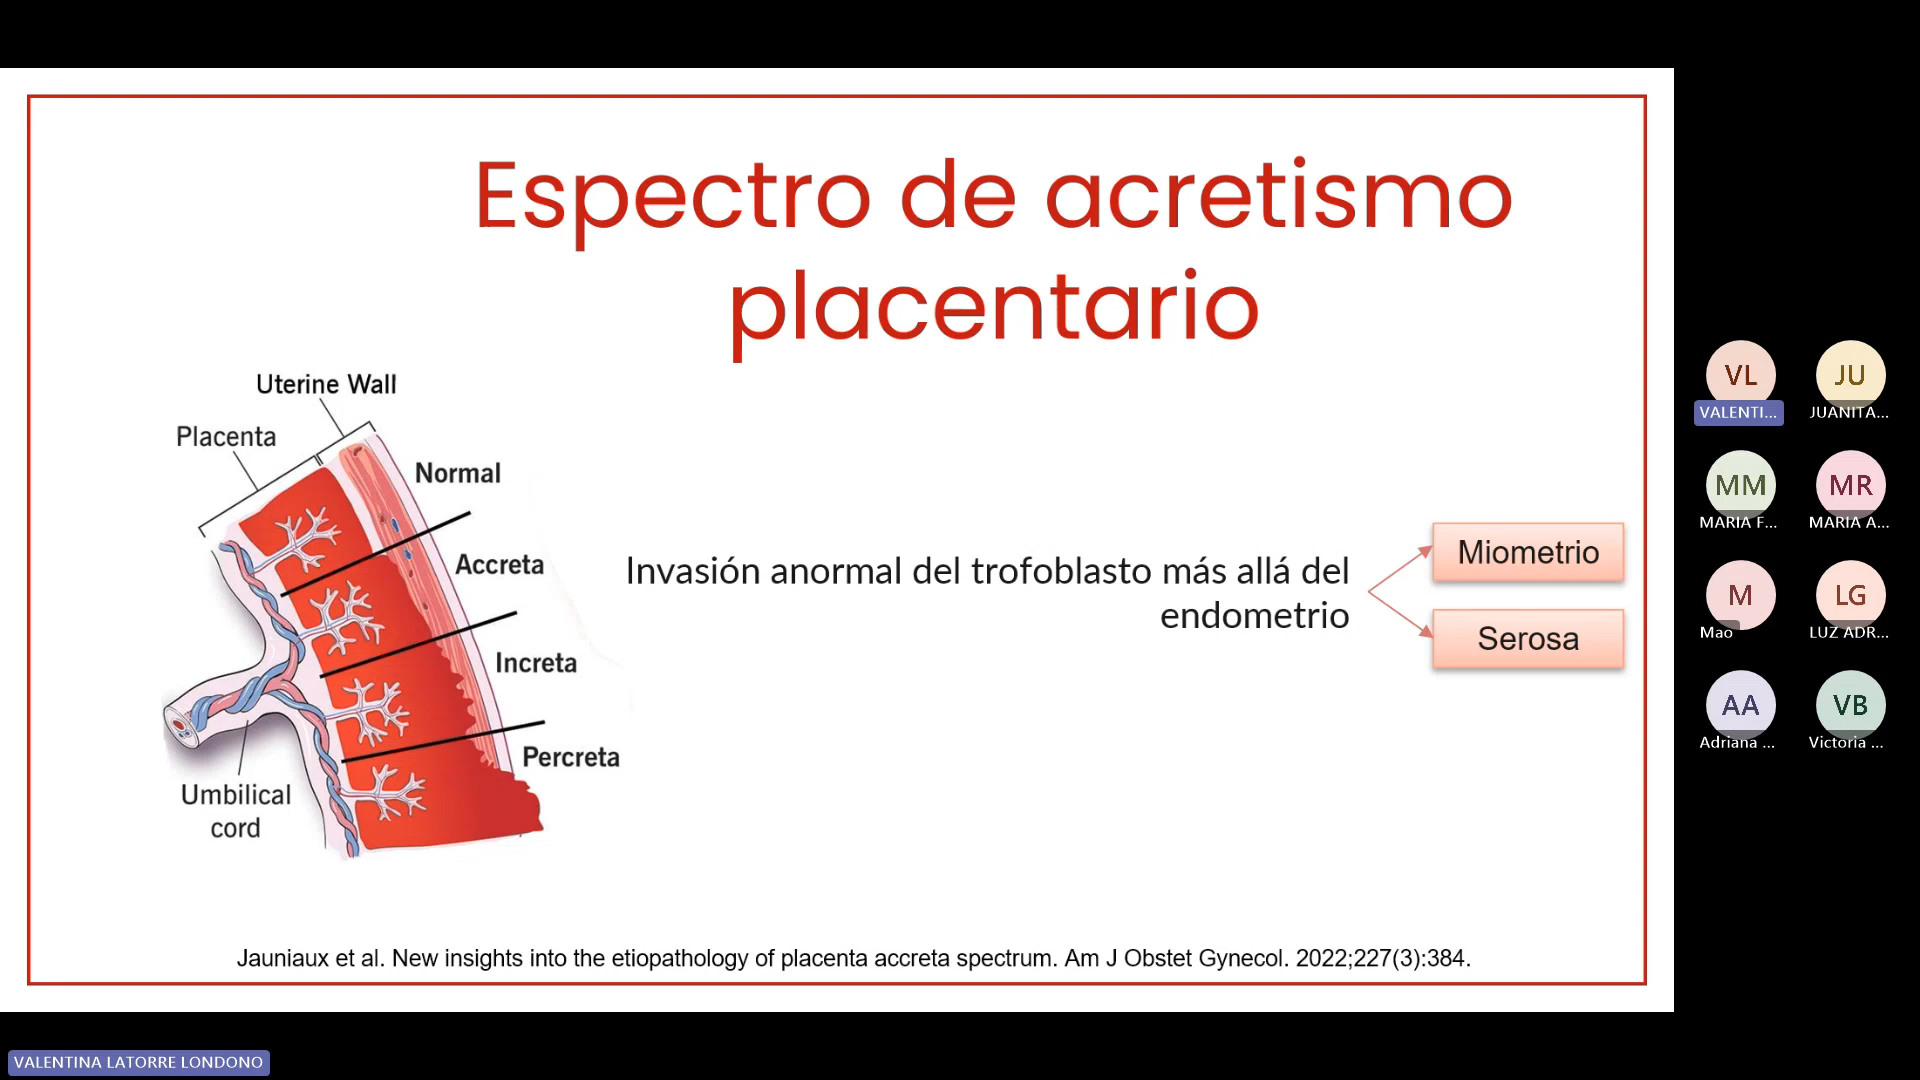 Espectro de acretismo
placentario
Uterine Wall
Placenta
Normal
Accreta
Increta
Percreta
Umbilical
cord
Invasión anormal del trofoblasto más allá del
endometrio
Miometrio
Serosa
Jauniaux et al. New insights into the etiopathology of placenta accreta spectrum. Am J Obstet Gynecol. 2022;227(3):384.
VL
VALENTI...
JU
JUANITA...
MM
MARIA F...
MR
MARIA A...
M
Mao
LG
LUZ ADR...
AA
Adriana ...
VB
Victoria ...
VALENTINA LATORRE LONDONO